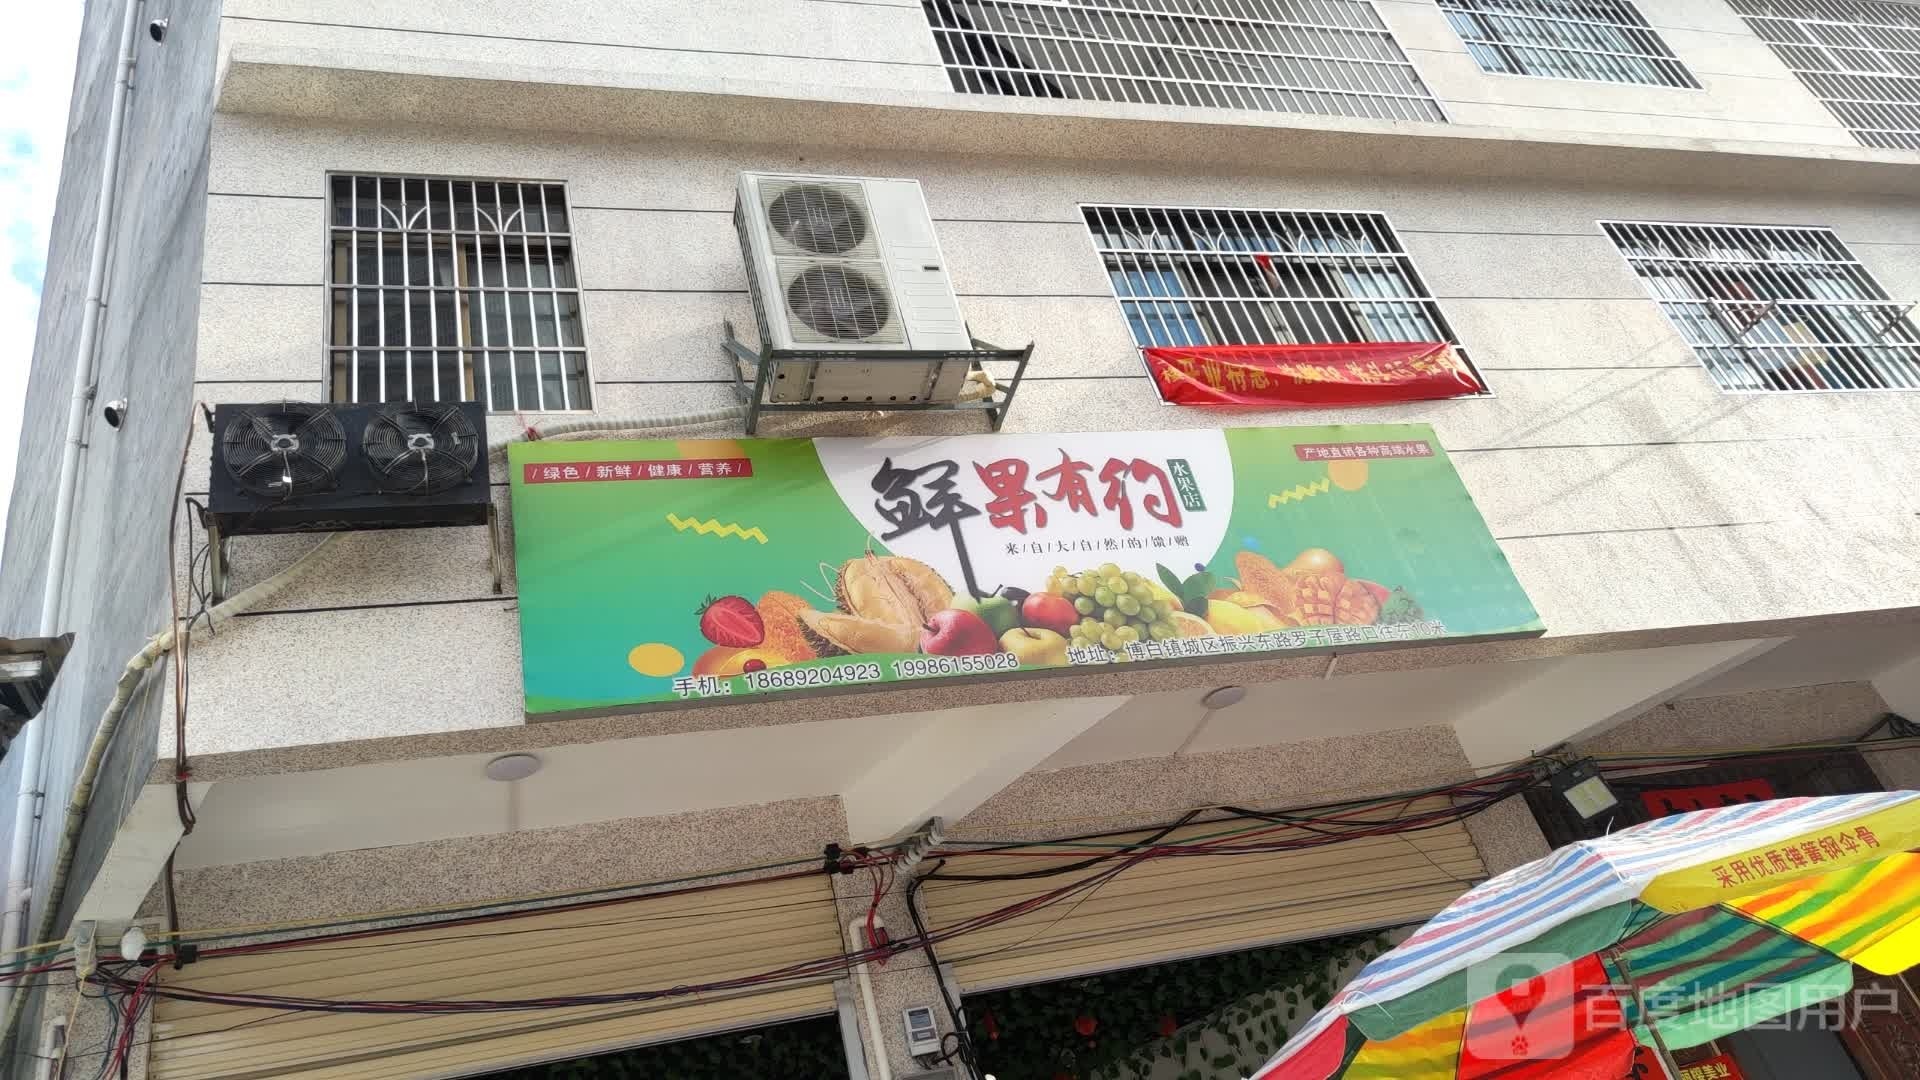 /绿色/新鲜/健康/营养/
产地直销各种高端水果
鲜果有约
水果店
来/自/大/自/然/的/馈/赠
手机：18689204923 19986155028
地址：博白镇城区振兴东路罗子屋路口往东10米
采用优质弹簧钢伞骨
百度地图用户